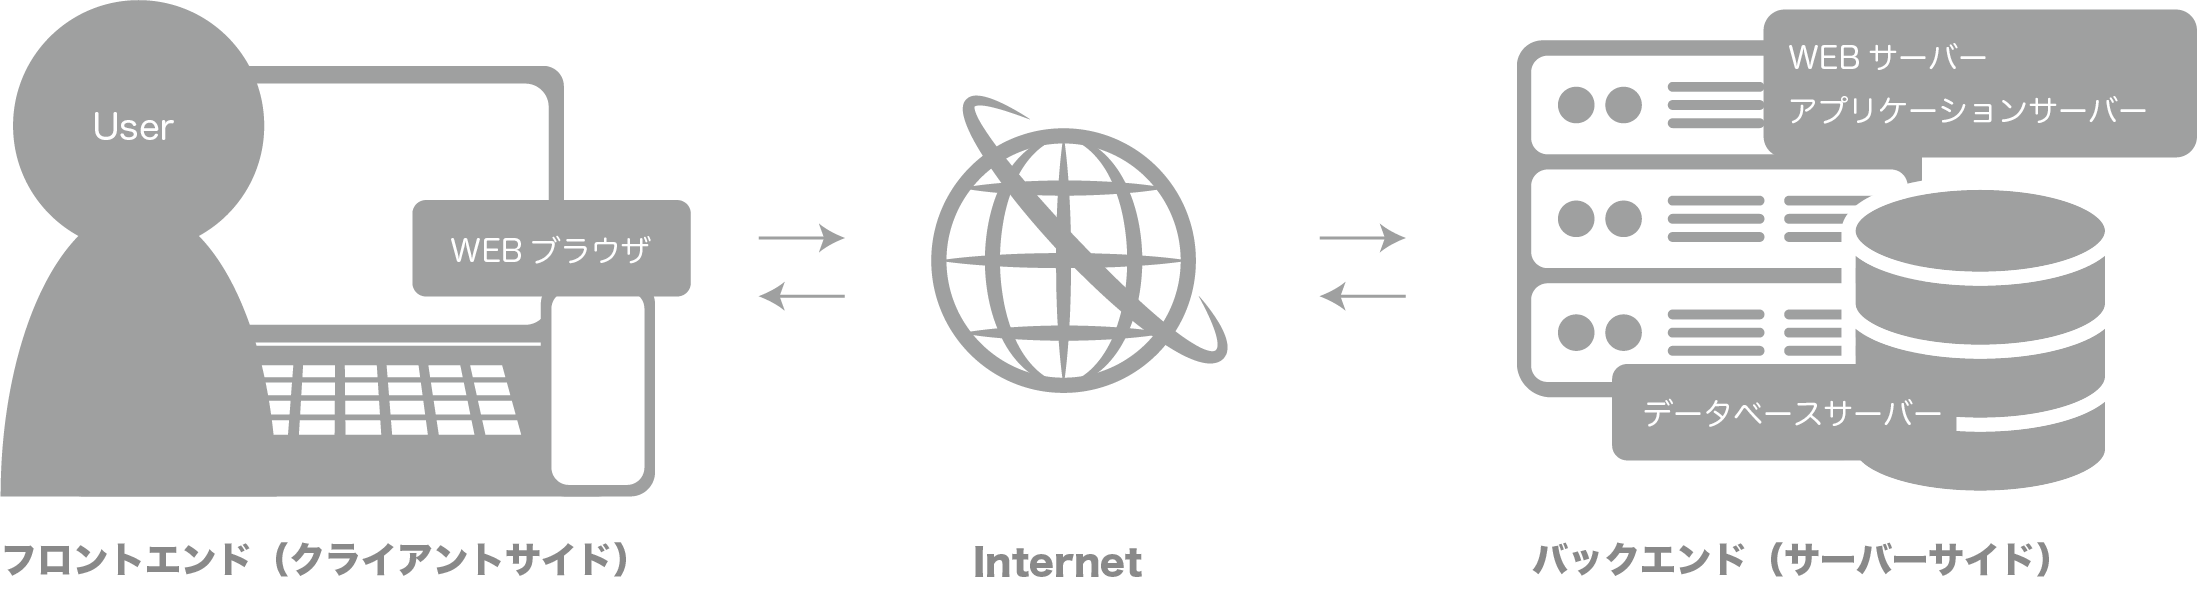 User
WEB ブラウザ
WEB サーバー
アプリケーションサーバー
データベースサーバー
フロントエンド（クライアントサイド）
Internet
バックエンド（サーバーサイド）